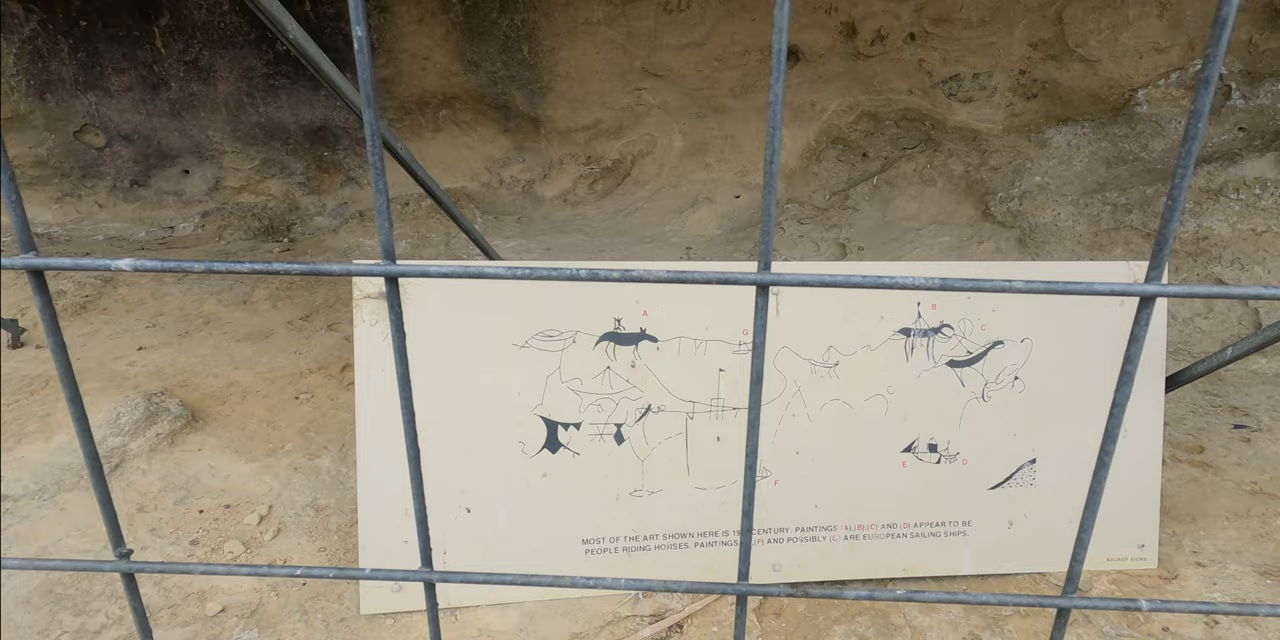 A
B
G
C
F
E
D
MOST OF THE ART SHOWN HERE IS 19 CENTURY. PAINTINGS (A),(B),(C) AND (D) APPEAR TO BE
PEOPLE RIDING HORSES. PAINTINGS (F) AND POSSIBLY (G) ARE EUROPEAN SAILING SHIPS.